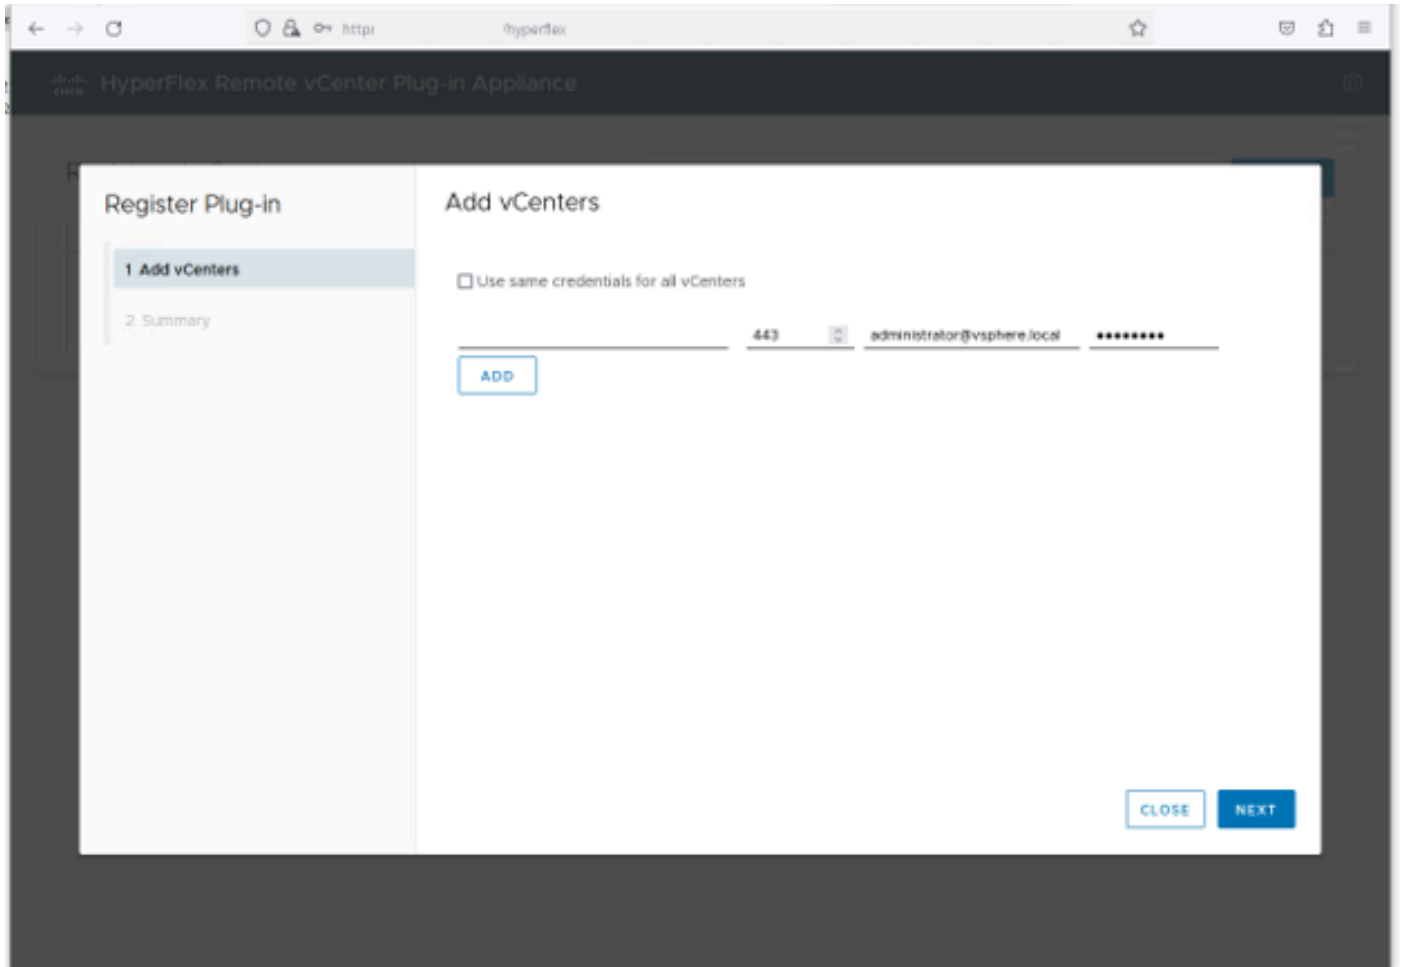 hyperflex
CISCO HyperFlex Remote vCenter Plug-in Appliance
Register Plug-in
Add vCenters
1 Add vCenters
Use same credentials for all vCenters
2 Summary
443 administrator@vsphere.local ••••••••
ADD
CLOSE NEXT